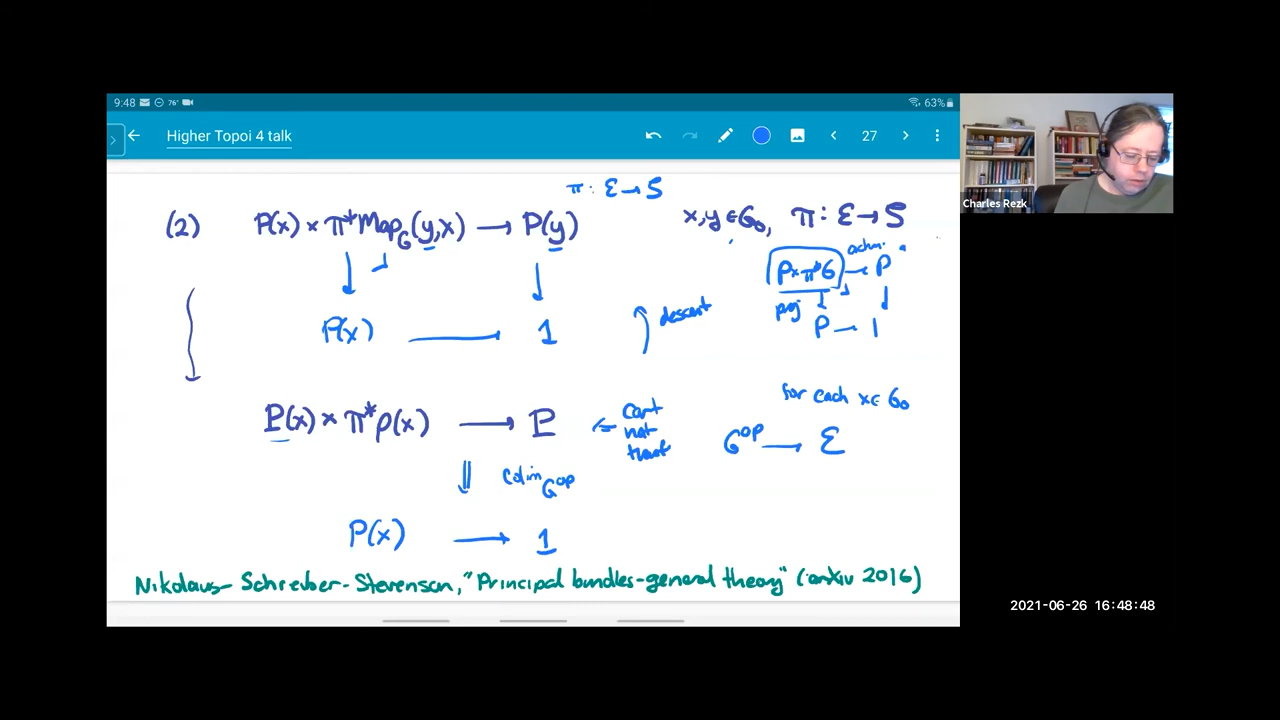 9:48 76° 63%
Higher Topoi 4 talk
27
Charles Rezk
π: ℰ → S
(2) P(x) × π*Map_G(y,x) → P(y)
x,y ∈ G₀, π: ℰ → S
P×π*G → P
proj
P → 1
P(x) → 1
descent
for each x ∈ G₀
P(x) × π*ρ(x) → P
⇐ cart nat transf
G^op → ℰ
⇓ colim_G^op
P(x) → 1
Nikolaus-Schreiber-Stevenson, "Principal bundles-general theory" (arxiv 2016)
2021-06-26 16:48:48